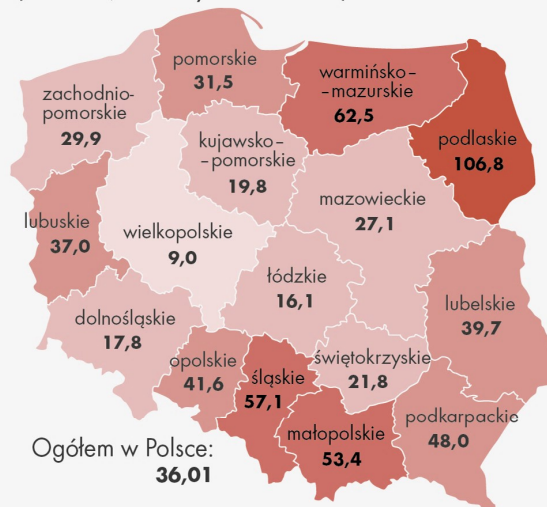 pomorskie
31,5
warmińsko-
-mazurskie
62,5
zachodnio-
pomorskie
29,9
podlaskie
106,8
kujawsko-
-pomorskie
19,8
mazowieckie
27,1
lubuskie
37,0
wielkopolskie
9,0
łódzkie
16,1
lubelskie
39,7
dolnośląskie
17,8
opolskie
41,6
śląskie
57,1
świętokrzyskie
21,8
małopolskie
53,4
podkarpackie
48,0
Ogółem w Polsce:
36,01